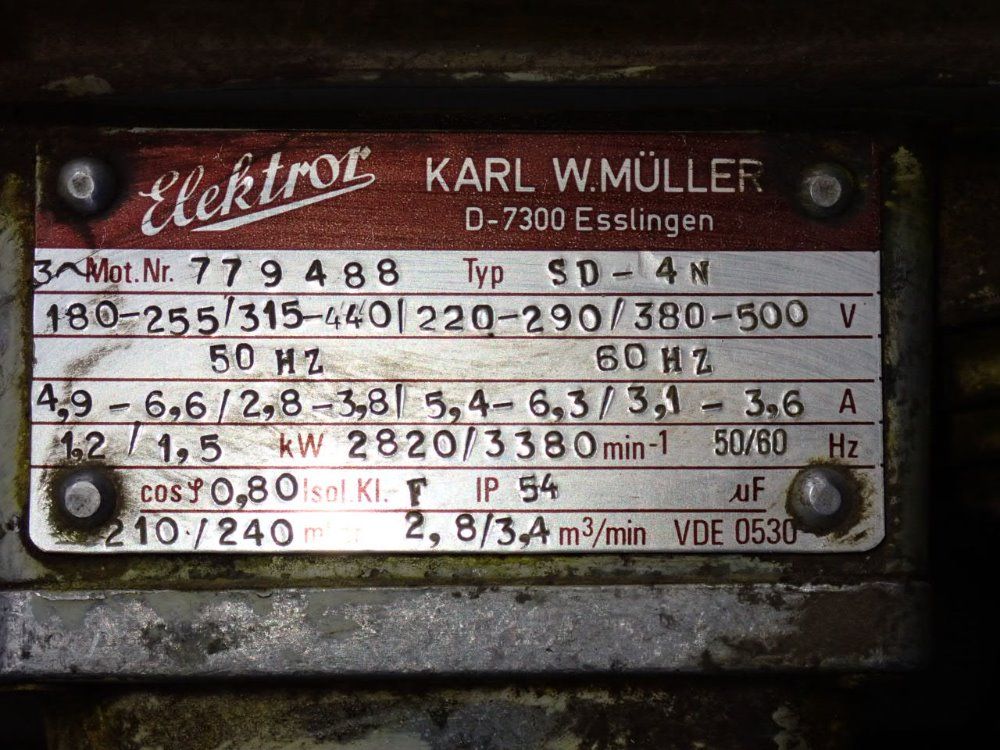 Elektror KARL W.MÜLLER
D-7300 Esslingen
3~Mot.Nr. 779488 Typ SD-4N
180-255/315-440| 220-290/380-500 V
50 HZ 60 HZ
4,9-6,6/2,8-3,8| 5,4-6,3/3,1-3,6 A
1,2/1,5 kW 2820/3380 min-1 50/60 Hz
cosφ 0,80 Isol.Kl. F IP 54 µF
210/240 2,8/3,4 m³/min VDE 0530